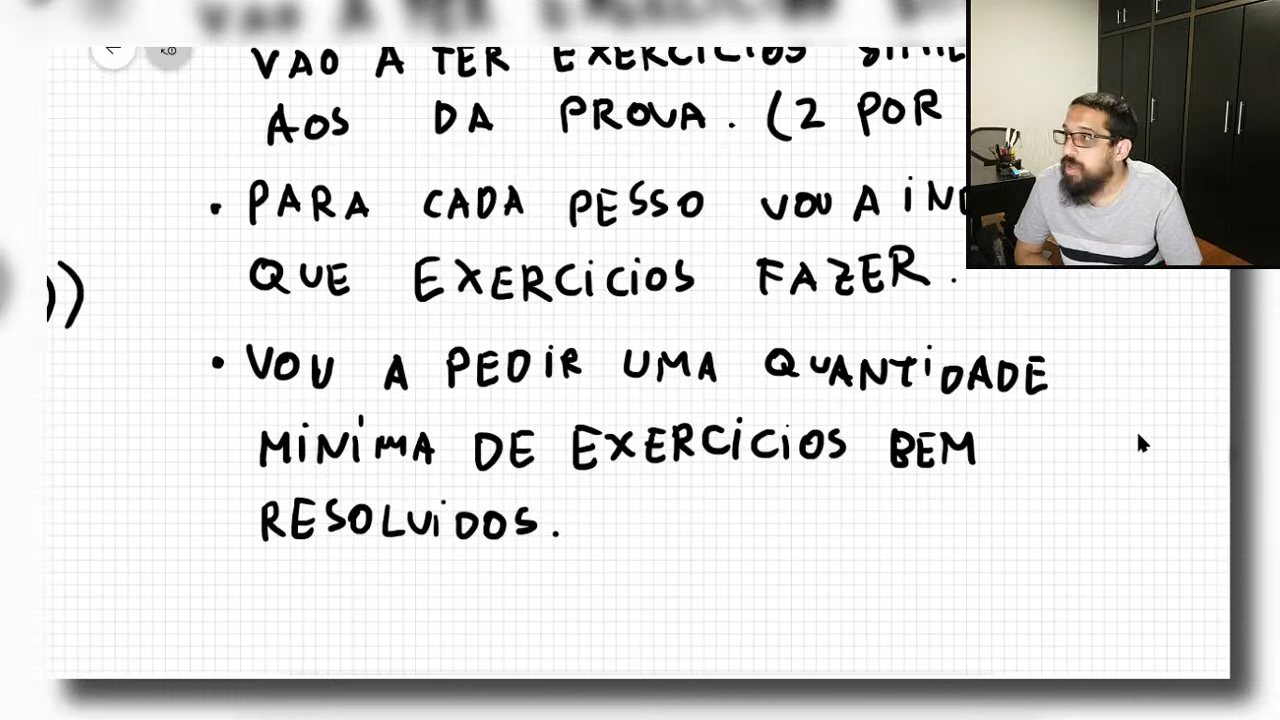 VAO A TER EXERCICIOS
AOS DA PROVA. (2 POR
• PARA CADA PESSO VOU A
QUE EXERCICIOS FAZER.
))
• VOU A PEDIR UMA QUANTIDADE
MINÍMA DE EXERCICIOS BEM
RESOLVIDOS.